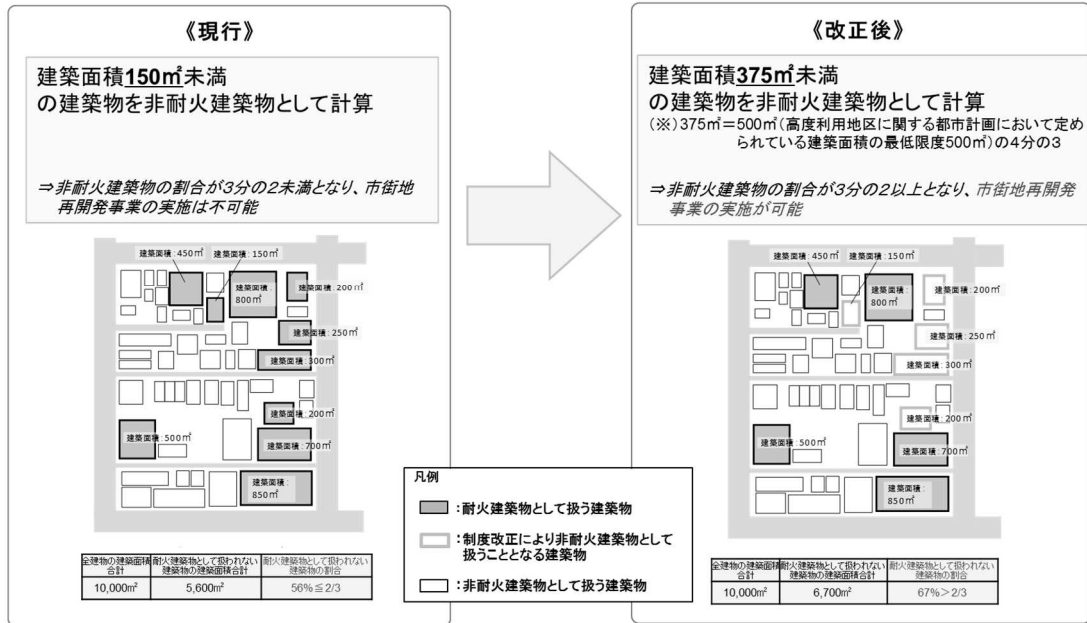 《現行》
建築面積150㎡未満
の建築物を非耐火建築物として計算
⇒非耐火建築物の割合が3分の2未満となり、市街地
再開発事業の実施は不可能
建築面積：450㎡
建築面積：150㎡
建築面積：
800㎡
建築面積：200㎡
建築面積：250㎡
建築面積：300㎡
建築面積：200㎡
建築面積：500㎡
建築面積：700㎡
建築面積：
850㎡
全建物の建築面積
合計
耐火建築物として扱われない
建築物の建築面積合計
耐火建築物として扱われない
建築物の割合
10,000m²
5,600m²
56%≦2/3
凡例
：耐火建築物として扱う建築物
：制度改正により非耐火建築物として
扱うこととなる建築物
：非耐火建築物として扱う建築物
《改正後》
建築面積375㎡未満
の建築物を非耐火建築物として計算
（※）375㎡＝500㎡（高度利用地区に関する都市計画において定め
られている建築面積の最低限度500㎡）の4分の3
⇒非耐火建築物の割合が3分の2以上となり、市街地再開発
事業の実施が可能
建築面積：450㎡
建築面積：150㎡
建築面積：
800㎡
建築面積：200㎡
建築面積：250㎡
建築面積：300㎡
建築面積：200㎡
建築面積：500㎡
建築面積：700㎡
建築面積：
850㎡
全建物の建築面積
合計
耐火建築物として扱われない
建築物の建築面積合計
耐火建築物として扱われない
建築物の割合
10,000m²
6,700m²
67%＞2/3